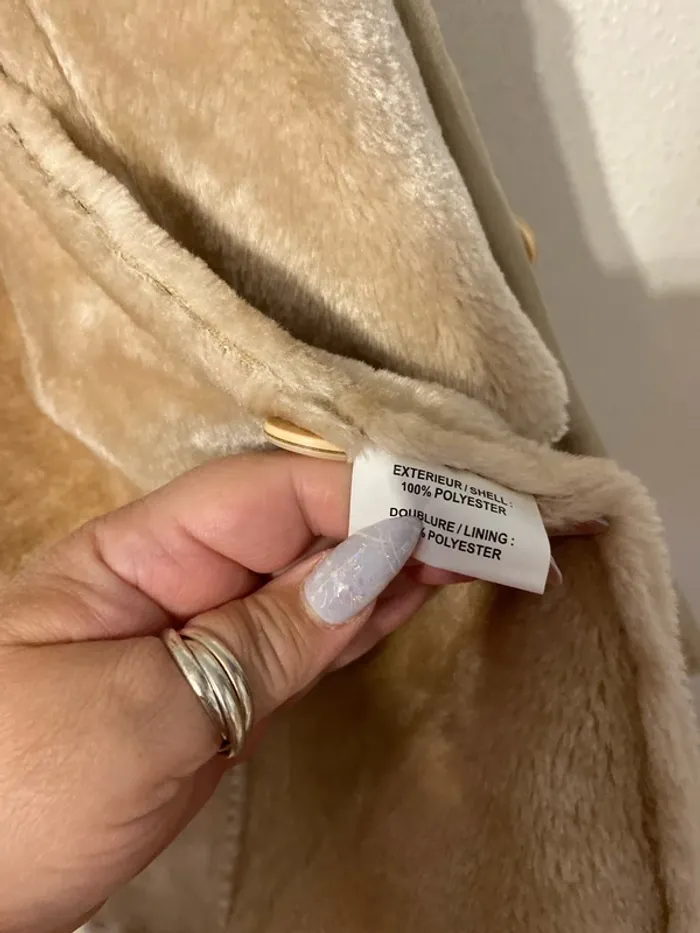 EXTERIEUR / SHELL :
100% POLYESTER
DOUBLURE / LINING :
% POLYESTER